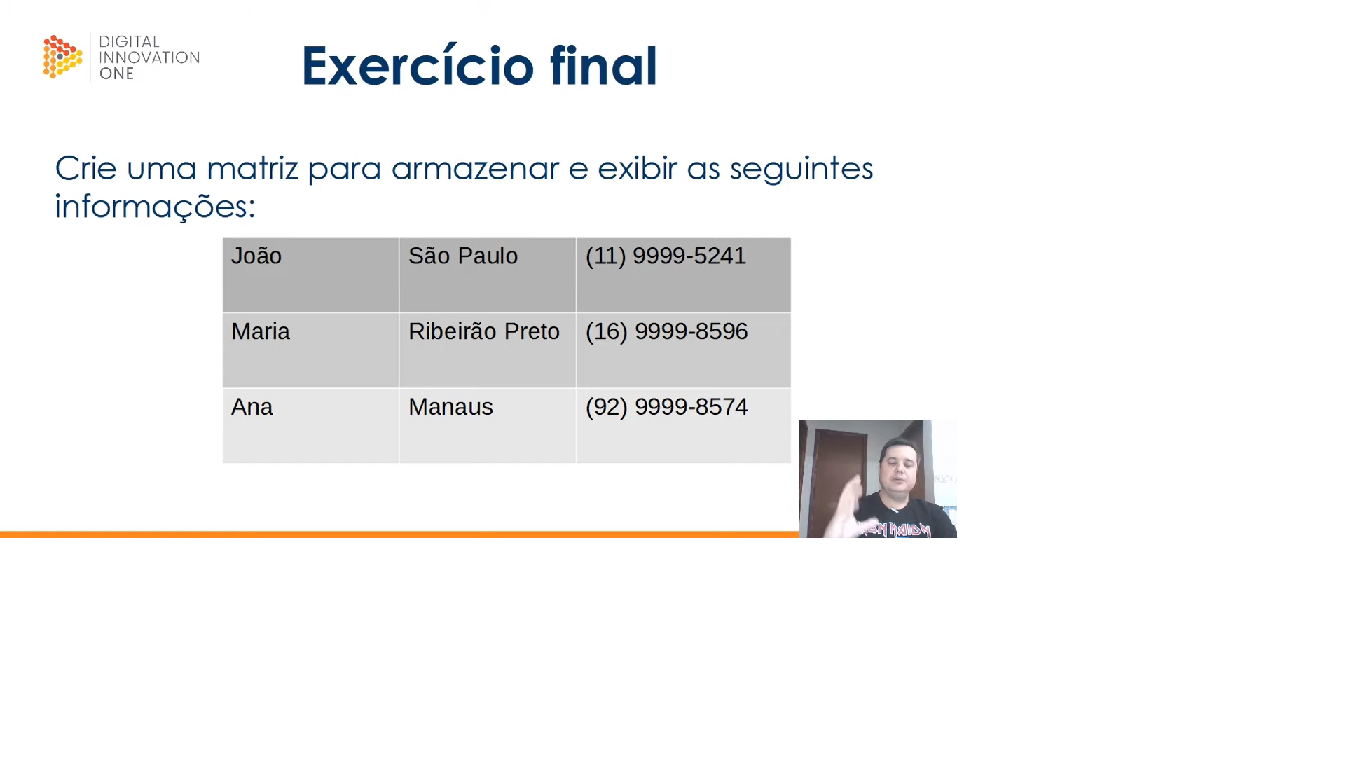 DIGITAL
INNOVATION
ONE
Exercício final
Crie uma matriz para armazenar e exibir as seguintes
informações:
João São Paulo (11) 9999-5241
Maria Ribeirão Preto (16) 9999-8596
Ana Manaus (92) 9999-8574